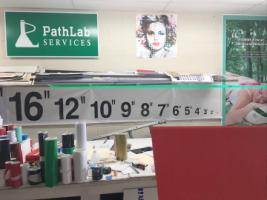 PathLab
SERVICES
16" 12" 10" 9" 8" 7" 6" 5" 4" 3"